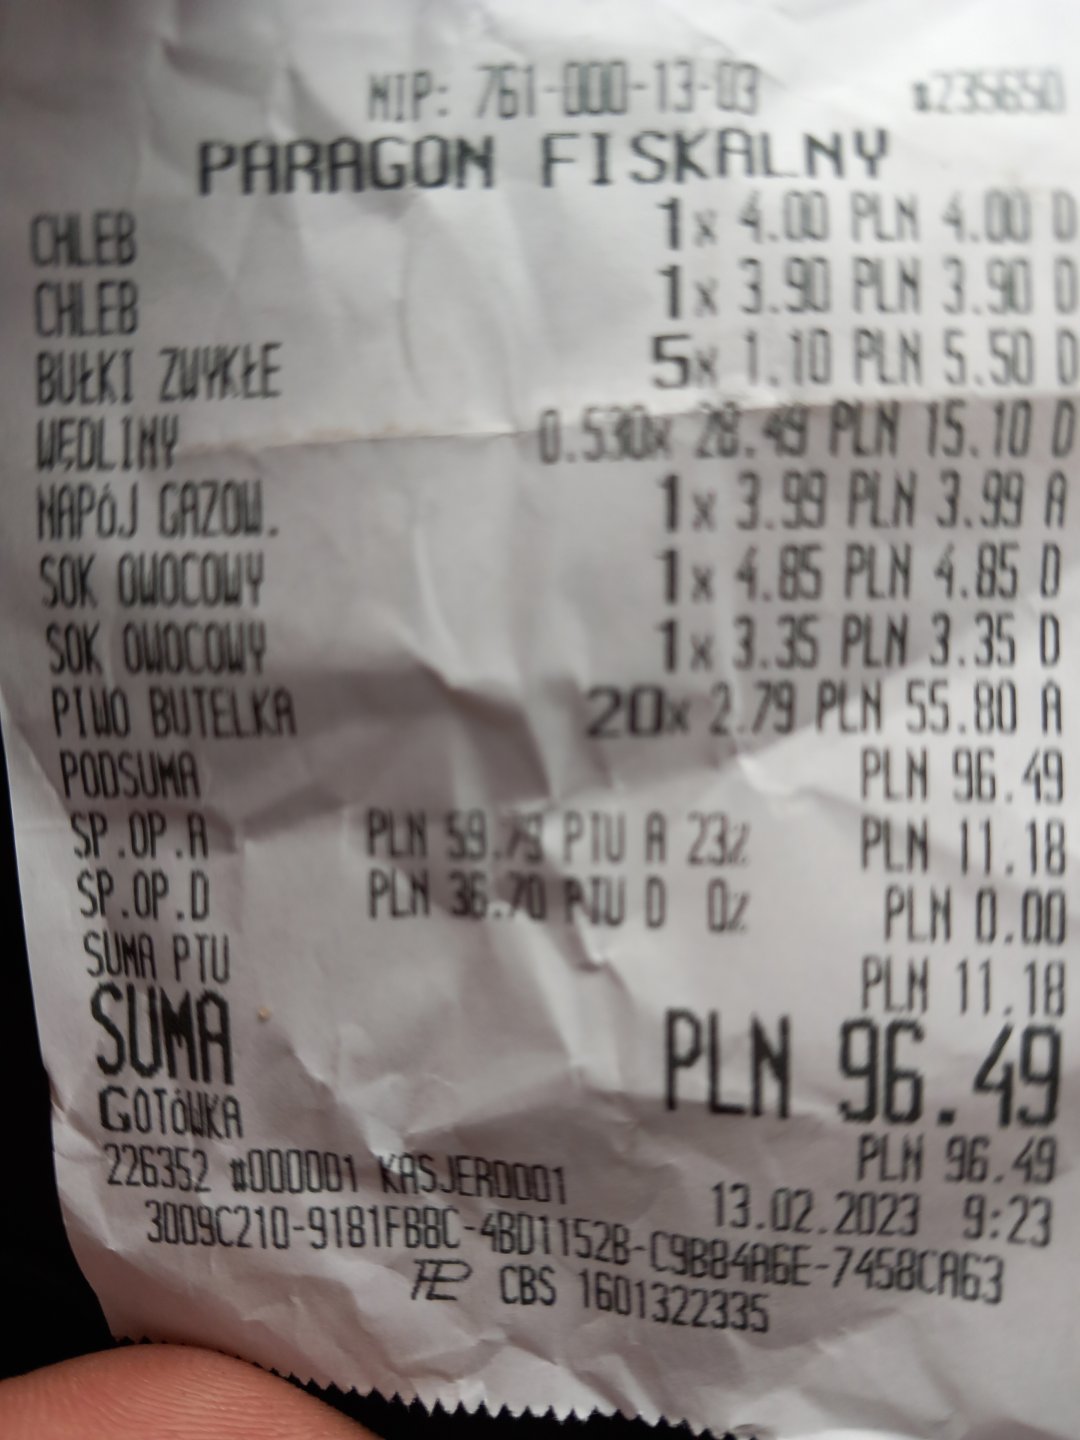 NIP: 761-000-13-03 #235650
PARAGON FISKALNY
CHLEB 1x 4.00 PLN 4.00 D
CHLEB 1x 3.90 PLN 3.90 D
BUŁKI ZWYKŁE 5x 1.10 PLN 5.50 D
WĘDLINY 0.530x 28.49 PLN 15.10 D
NAPÓJ GAZOW. 1x 3.99 PLN 3.99 A
SOK OWOCOWY 1x 4.85 PLN 4.85 D
SOK OWOCOWY 1x 3.35 PLN 3.35 D
PIWO BUTELKA 20x 2.79 PLN 55.80 A
PODSUMA PLN 96.49
SP.OP.A PLN 59.79 PTU A 23% PLN 11.18
SP.OP.D PLN 36.70 PTU D 0% PLN 0.00
SUMA PTU PLN 11.18
SUMA PLN 96.49
GOTÓWKA PLN 96.49
226352 #000001 KASJER0001 13.02.2023 9:23
3009C210-9181FBBC-4BD1152B-C9B84A6E-7458CA63
CBS 1601322335